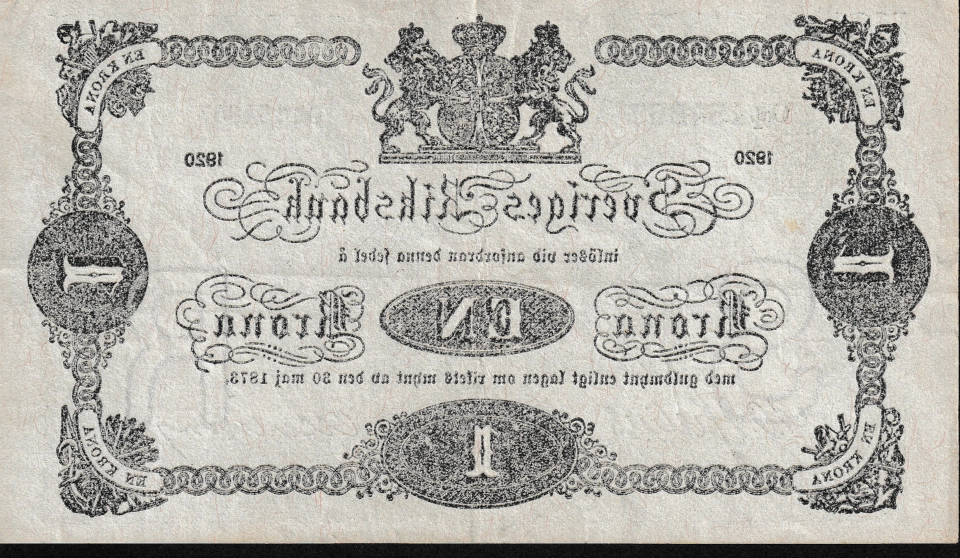 EN KRONA
EN KRONA
1920
1920
Sveriges Riksbank
inlöser vid anfordran denna sedel å
1
1
Krona
EN
Krona
med guldmynt enligt lagen om rikets mynt av den 30 maj 1873.
1
EN KRONA
EN KRONA